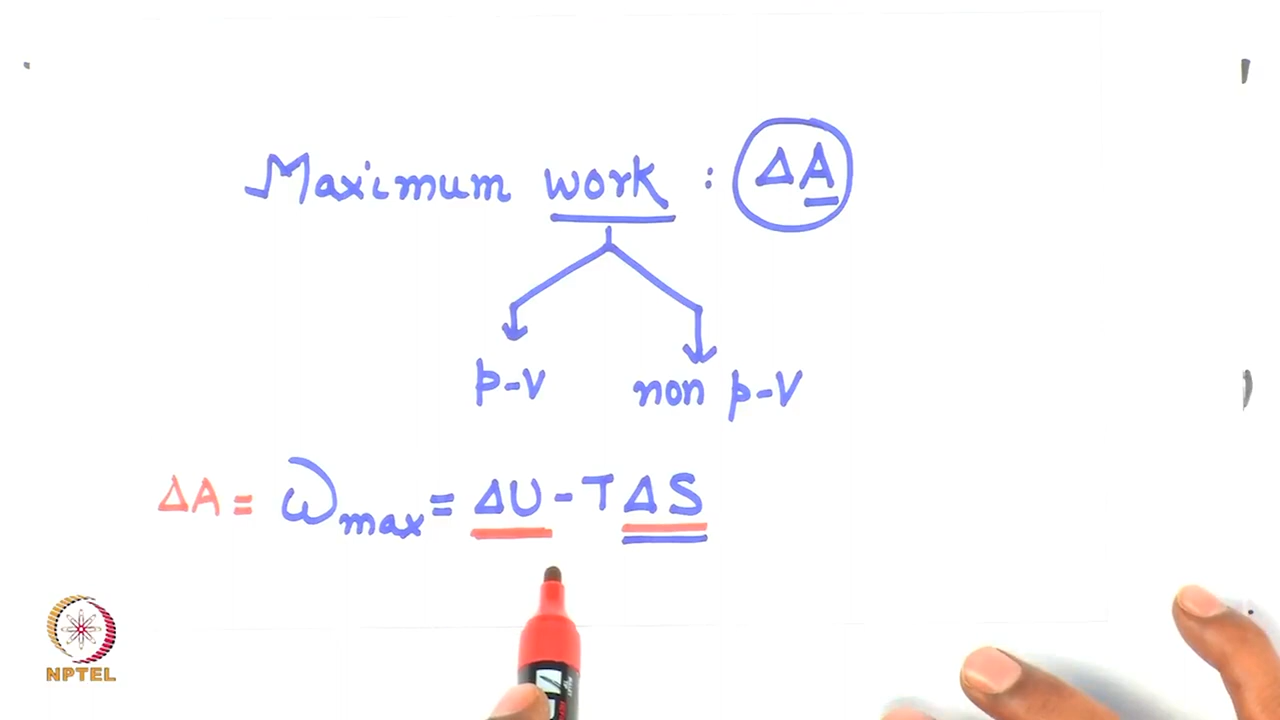 Maximum work : ΔA
p-V non p-V
ΔA = ωmax = ΔU - TΔS
NPTEL